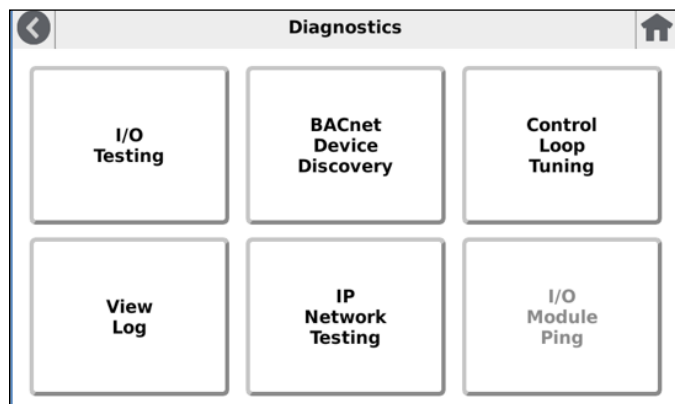 Diagnostics
I/O
Testing
BACnet
Device
Discovery
Control
Loop
Tuning
View
Log
IP
Network
Testing
I/O
Module
Ping